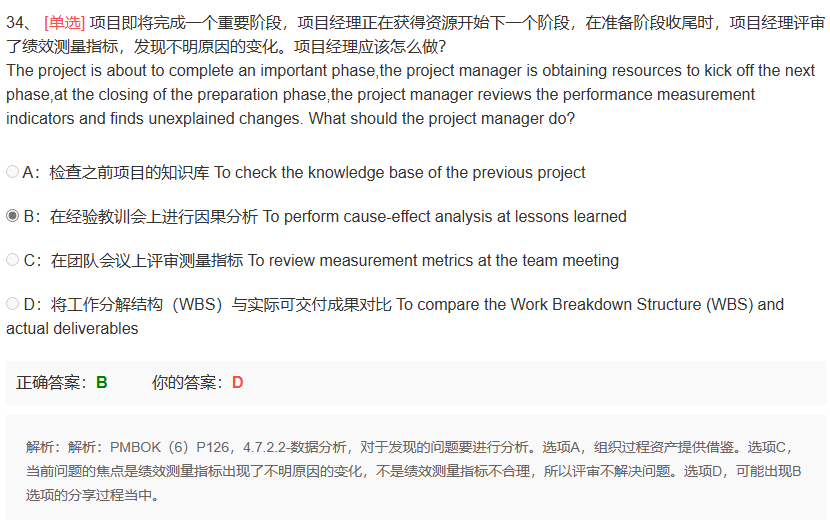 34、 [单选] 项目即将完成一个重要阶段，项目经理正在获得资源开始下一个阶段，在准备阶段收尾时，项目经理评审
了绩效测量指标，发现不明原因的变化。项目经理应该怎么做?
The project is about to complete an important phase,the project manager is obtaining resources to kick off the next
phase,at the closing of the preparation phase,the project manager reviews the performance measurement
indicators and finds unexplained changes. What should the project manager do?
A：检查之前项目的知识库 To check the knowledge base of the previous project
B：在经验教训会上进行因果分析 To perform cause-effect analysis at lessons learned
C：在团队会议上评审测量指标 To review measurement metrics at the team meeting
D：将工作分解结构（WBS）与实际可交付成果对比 To compare the Work Breakdown Structure (WBS) and
actual deliverables
正确答案：B 你的答案：D
解析：解析：PMBOK（6）P126，4.7.2.2-数据分析，对于发现的问题要进行分析。选项A，组织过程资产提供借鉴。选项C，
当前问题的焦点是绩效测量指标出现了不明原因的变化，不是绩效测量指标不合理，所以评审不解决问题。选项D，可能出现B
选项的分享过程当中。